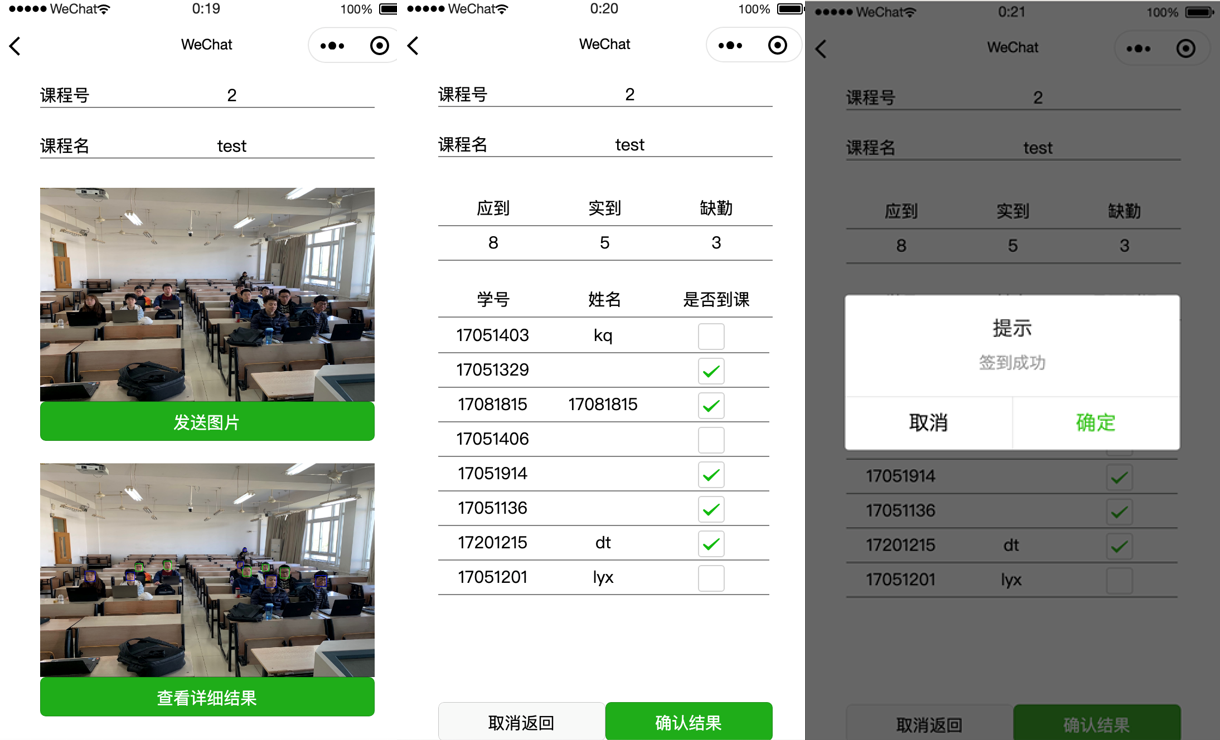 ●●●●● WeChat 0:19 100%
WeChat
课程号 2
课程名 test
发送图片
查看详细结果
●●●●● WeChat 0:20 100%
WeChat
课程号 2
课程名 test
应到 实到 缺勤
8 5 3
学号 姓名 是否到课
17051403 kq
17051329
17081815 17081815
17051406
17051914
17051136
17201215 dt
17051201 lyx
取消返回 确认结果
●●●●● WeChat 0:21 100%
WeChat
课程号 2
课程名 test
应到 实到 缺勤
8 5 3
提示
签到成功
取消 确定
17051914
17051136
17201215 dt
17051201 lyx
取消返回 确认结果